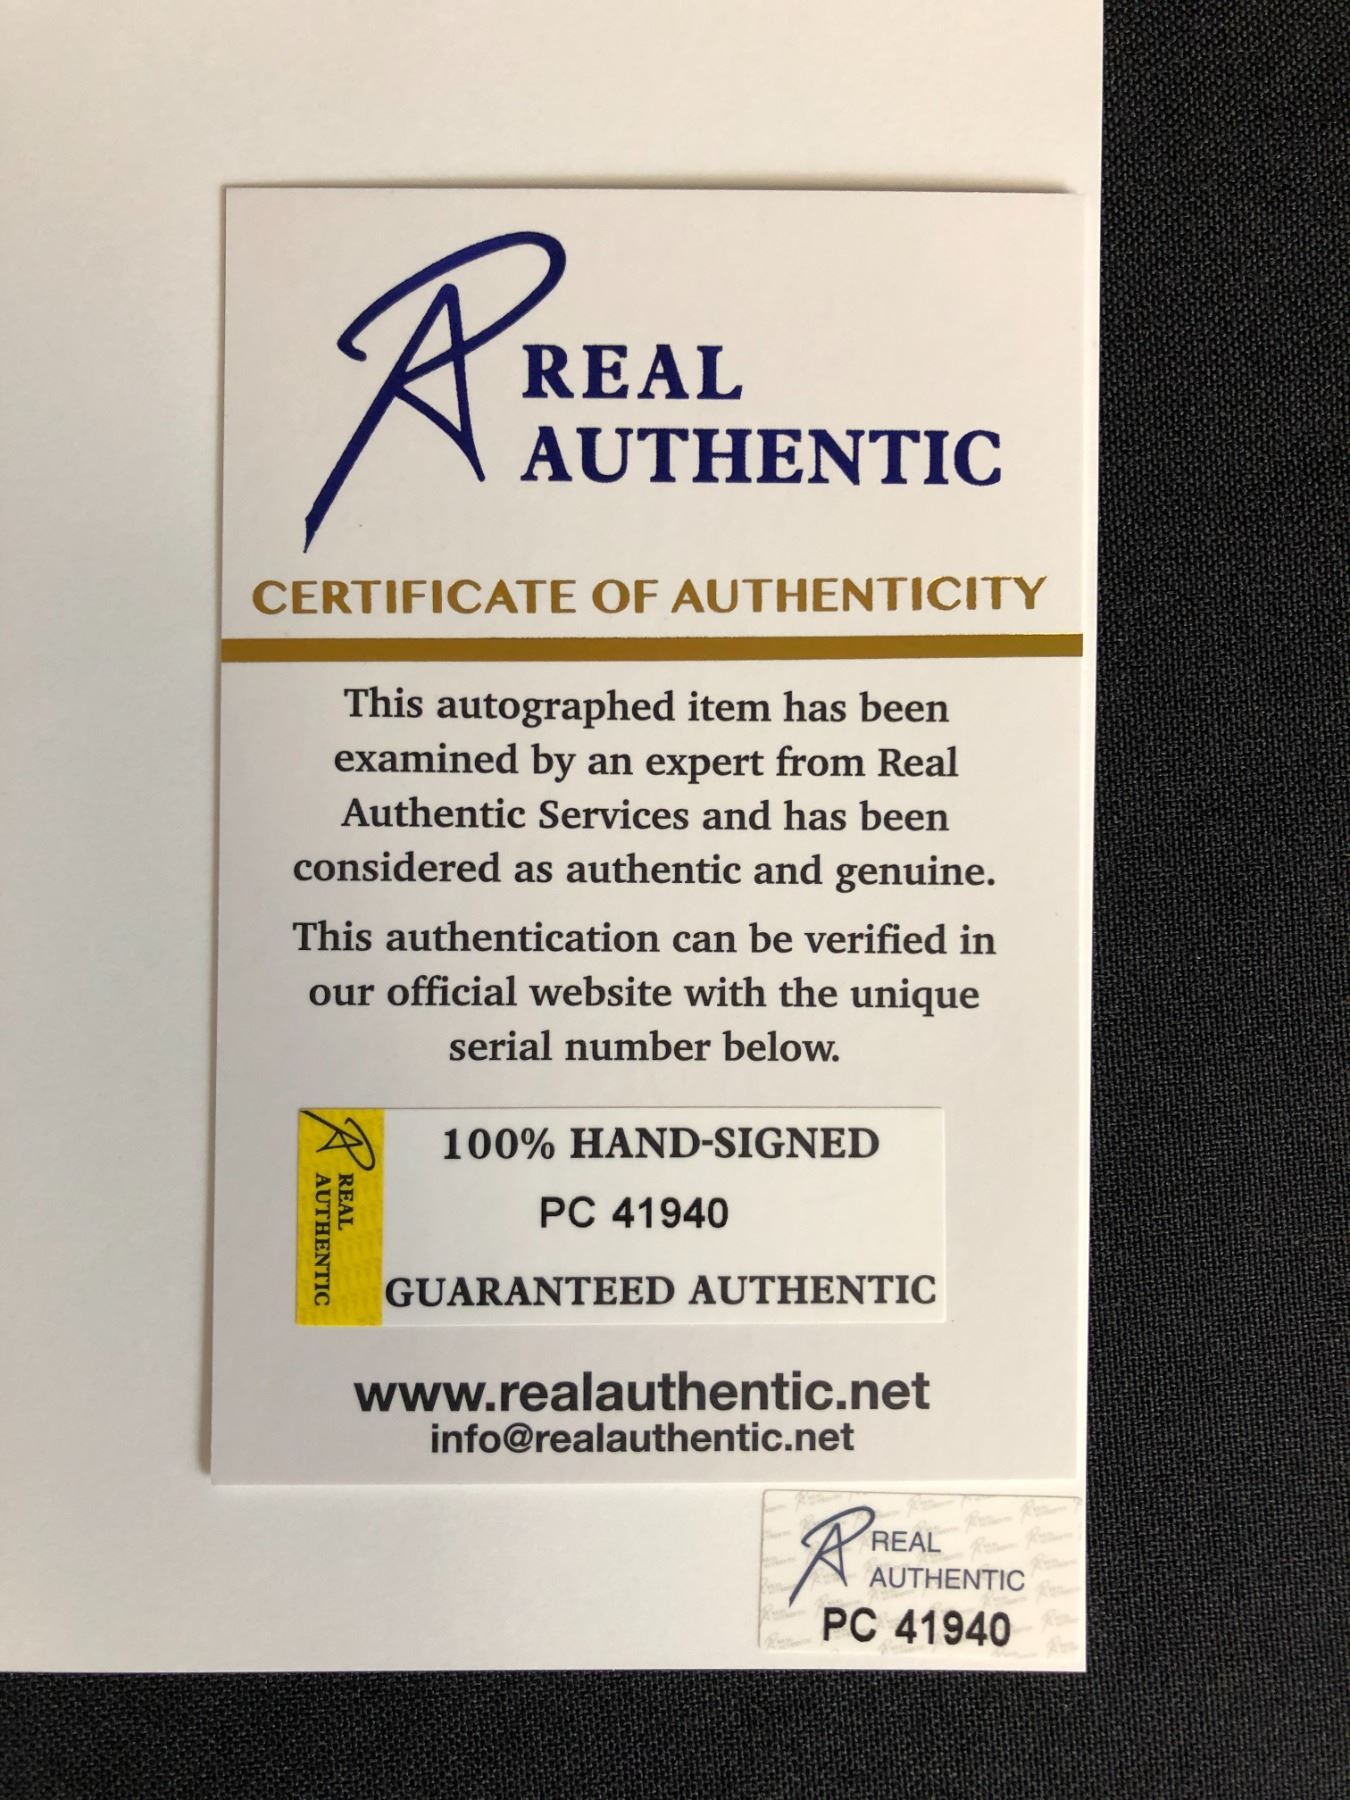 REAL
AUTHENTIC
CERTIFICATE OF AUTHENTICITY
This autographed item has been
examined by an expert from Real
Authentic Services and has been
considered as authentic and genuine.
This authentication can be verified in
our official website with the unique
serial number below.
REAL
AUTHENTIC
100% HAND-SIGNED
PC 41940
GUARANTEED AUTHENTIC
www.realauthentic.net
info@realauthentic.net
REAL
AUTHENTIC
PC 41940